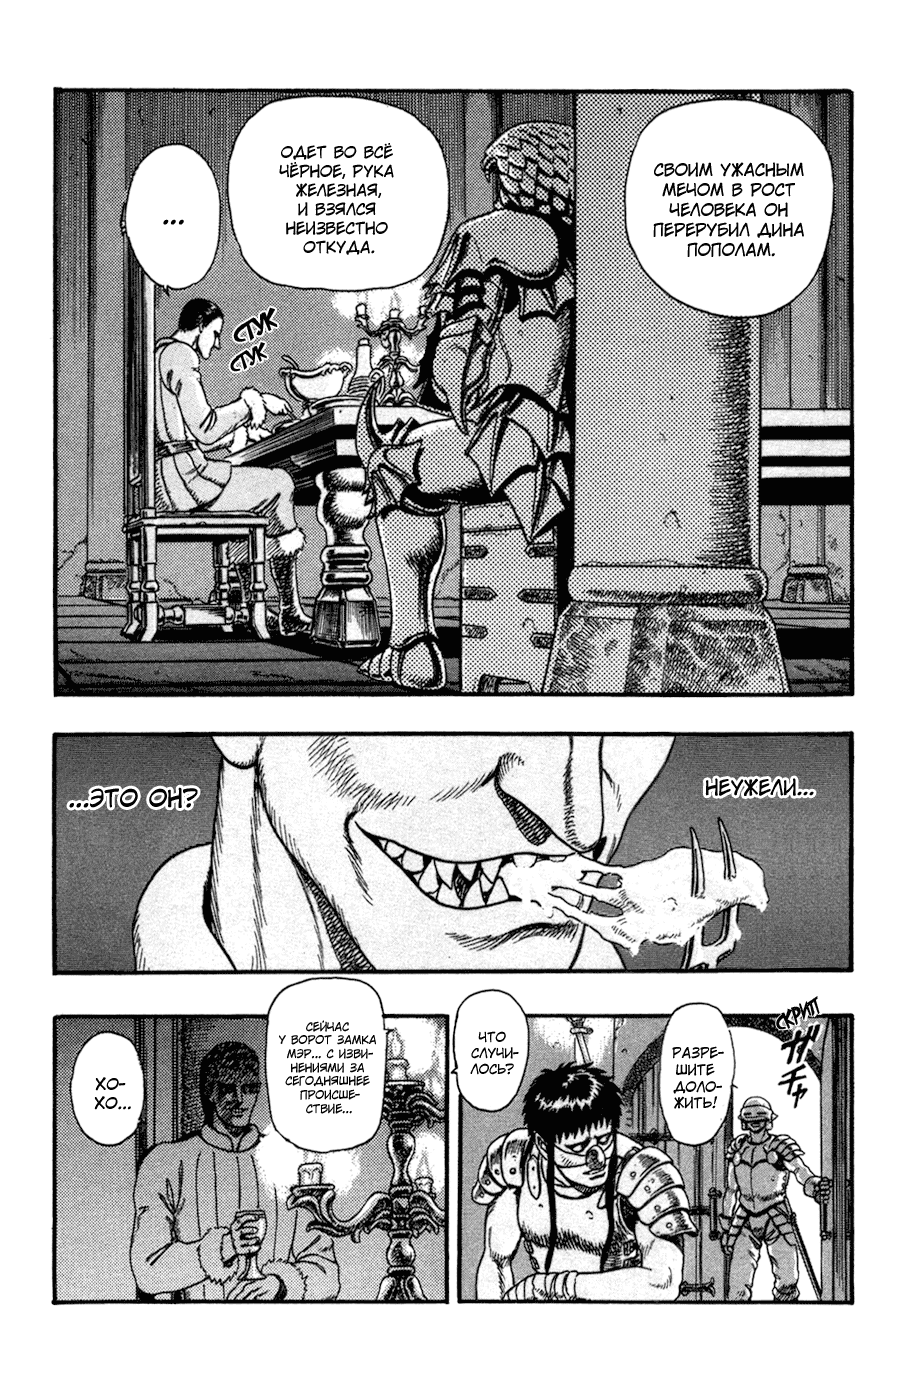 СВОИМ УЖАСНЫМ
МЕЧОМ В РОСТ
ЧЕЛОВЕКА ОН
ПЕРЕРУБИЛ ДИНА
ПОПОЛАМ.
ОДЕТ ВО ВСЁ
ЧЁРНОЕ, РУКА
ЖЕЛЕЗНАЯ,
И ВЗЯЛСЯ
НЕИЗВЕСТНО
ОТКУДА.
...
СТУК
СТУК
НЕУЖЕЛИ...
...ЭТО ОН?
СКРИП
РАЗРЕ-
ШИТЕ
ДОЛО-
ЖИТЬ!
ЧТО
СЛУЧИ-
ЛОСЬ?
СЕЙЧАС
У ВОРОТ ЗАМКА
МЭР... С ИЗВИ-
НЕНИЯМИ ЗА
СЕГОДНЯШНЕЕ
ПРОИСШЕ-
СТВИЕ...
ХО-
ХО...